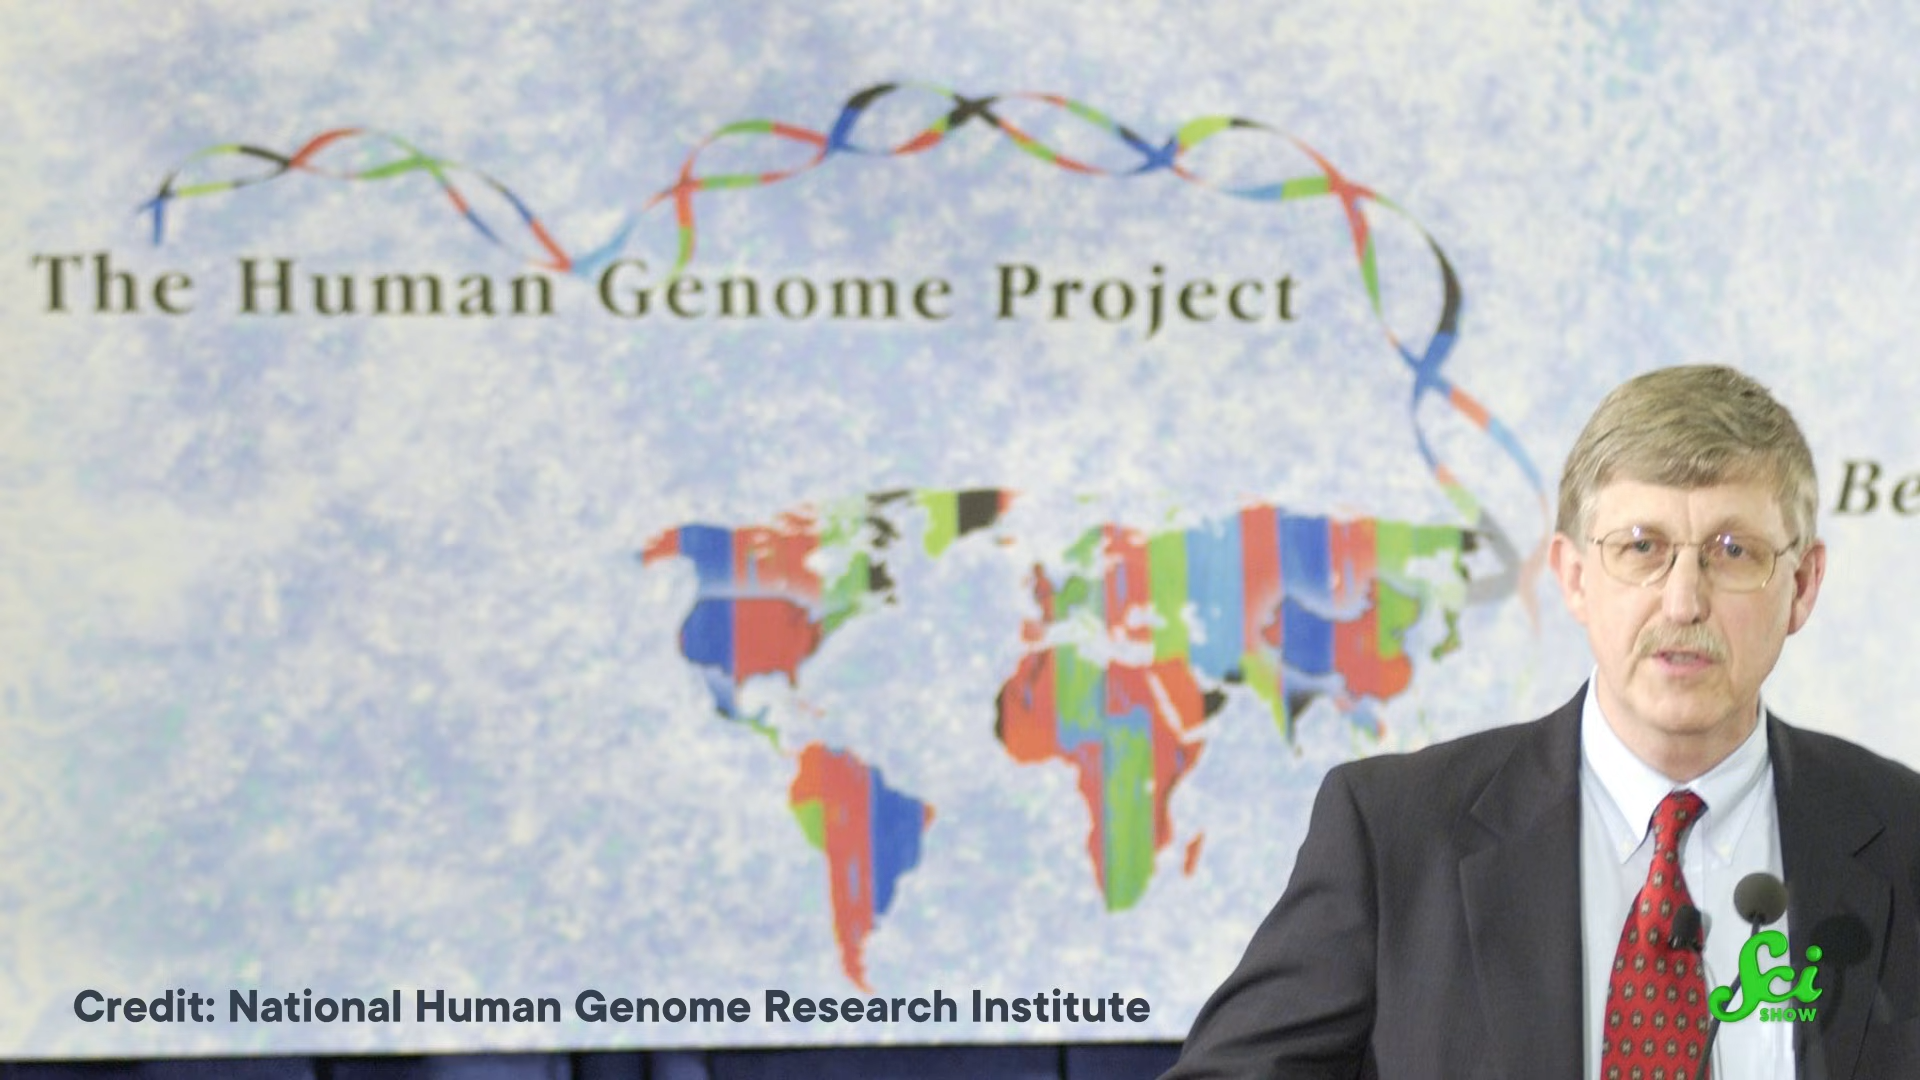 The Human Genome Project
Be
Credit: National Human Genome Research Institute
Sci
SHOW